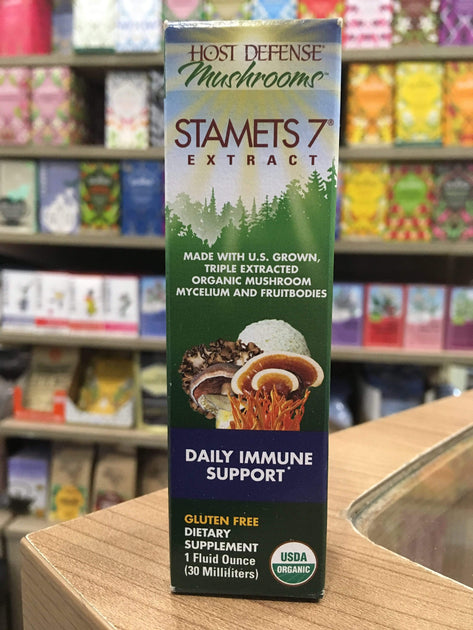 HOST DEFENSE®
Mushrooms™
STAMETS 7®
EXTRACT
MADE WITH U.S. GROWN,
TRIPLE EXTRACTED
ORGANIC MUSHROOM
MYCELIUM AND FRUITBODIES
DAILY IMMUNE
SUPPORT*
GLUTEN FREE
DIETARY
SUPPLEMENT
1 Fluid Ounce
(30 Milliliters)
USDA
ORGANIC